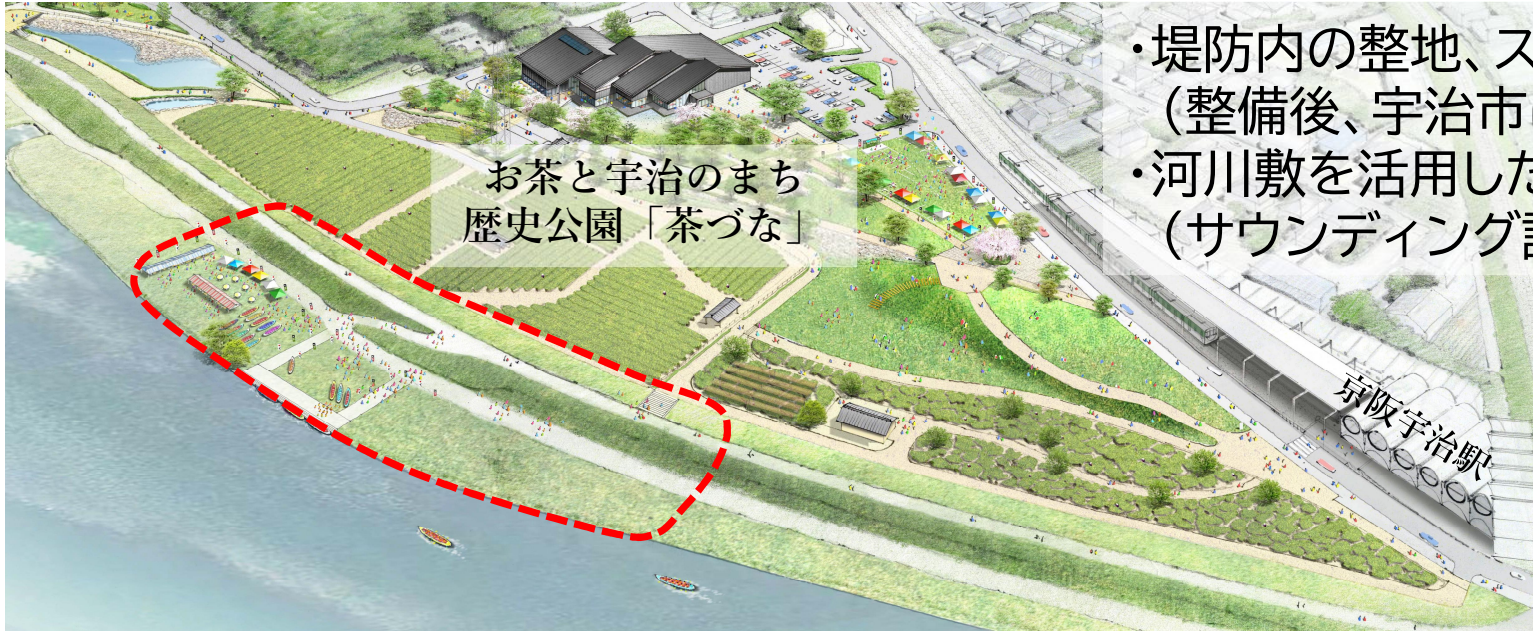 お茶と宇治のまち
歴史公園「茶づな」
・堤防内の整地、ス
（整備後、宇治市
・河川敷を活用した
（サウンディング
京阪宇治駅